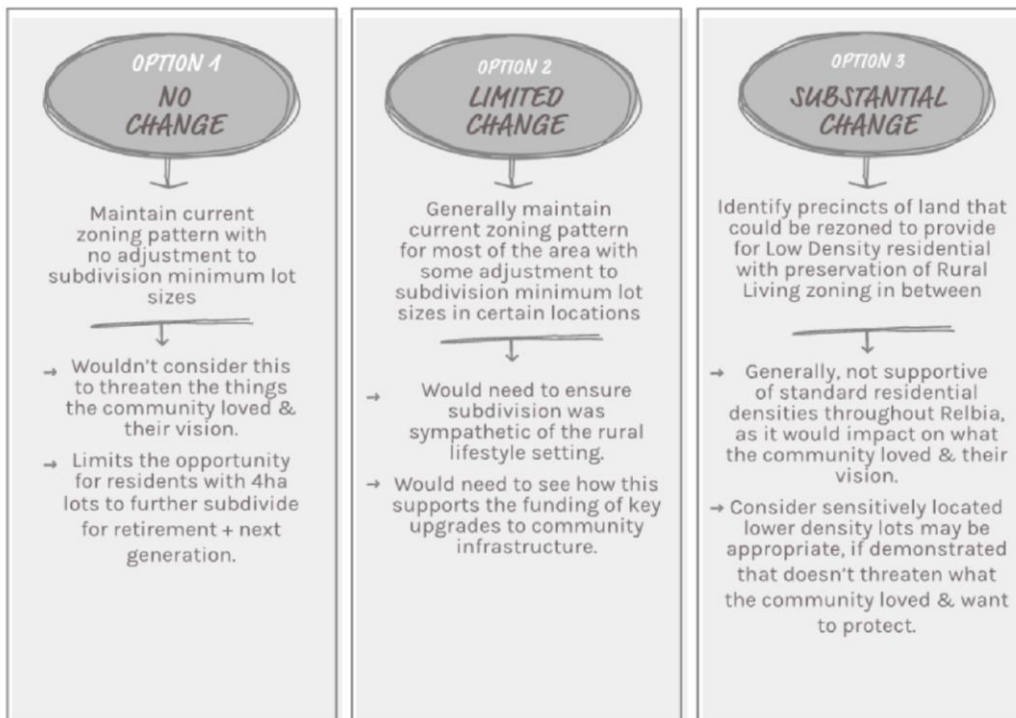 OPTION 1
NO
CHANGE
Maintain current
zoning pattern with
no adjustment to
subdivision minimum lot
sizes
→ Wouldn't consider this
to threaten the things
the community loved &
their vision.
→ Limits the opportunity
for residents with 4ha
lots to further subdivide
for retirement + next
generation.
OPTION 2
LIMITED
CHANGE
Generally maintain
current zoning pattern
for most of the area with
some adjustment to
subdivision minimum lot
sizes in certain locations
→ Would need to ensure
subdivision was
sympathetic of the rural
lifestyle setting.
→ Would need to see how this
supports the funding of key
upgrades to community
infrastructure.
OPTION 3
SUBSTANTIAL
CHANGE
Identify precincts of land that
could be rezoned to provide
for Low Density residential
with preservation of Rural
Living zoning in between
→ Generally, not supportive
of standard residential
densities throughout Relbia,
as it would impact on what
the community loved & their
vision.
→ Consider sensitively located
lower density lots may be
appropriate, if demonstrated
that doesn't threaten what
the community loved & want
to protect.